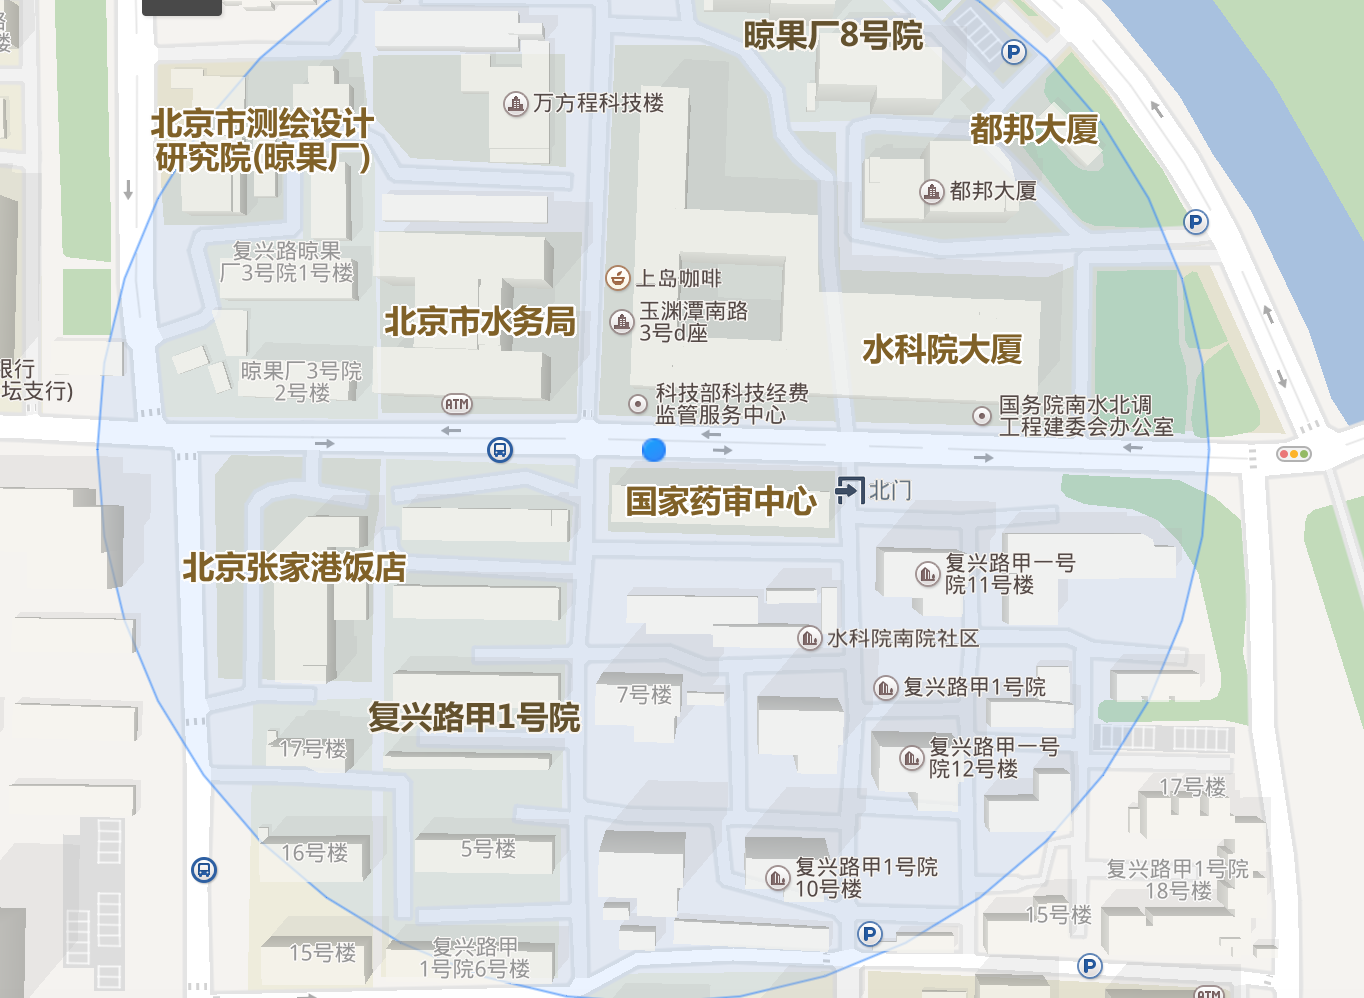 晾果厂8号院
P
万方程科技楼
北京市测绘设计
研究院(晾果厂)
都邦大厦
都邦大厦
P
复兴路晾果
厂3号院1号楼
上岛咖啡
玉渊潭南路
3号d座
北京市水务局
水科院大厦
银行
坛支行)
晾果厂3号院
2号楼
ATM
科技部科技经费
监管服务中心
国务院南水北调
工程建委会办公室
国家药审中心
北门
北京张家港饭店
复兴路甲一号
院11号楼
水科院南院社区
7号楼
复兴路甲1号院
复兴路甲1号院
17号楼
复兴路甲一号
院12号楼
17号楼
16号楼
5号楼
复兴路甲1号院
10号楼
复兴路甲1号院
18号楼
15号楼
P
15号楼
复兴路甲
1号院6号楼
P
ATM